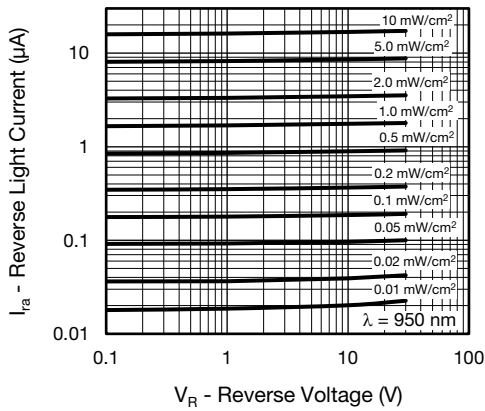 10 mW/cm²
10
5.0 mW/cm²
2.0 mW/cm²
1.0 mW/cm²
1
0.5 mW/cm²
0.2 mW/cm²
0.1 mW/cm²
0.1
0.05 mW/cm²
0.02 mW/cm²
0.01 mW/cm²
λ = 950 nm
0.01
0.1
1
10
100
V_R - Reverse Voltage (V)
I_ra - Reverse Light Current (µA)